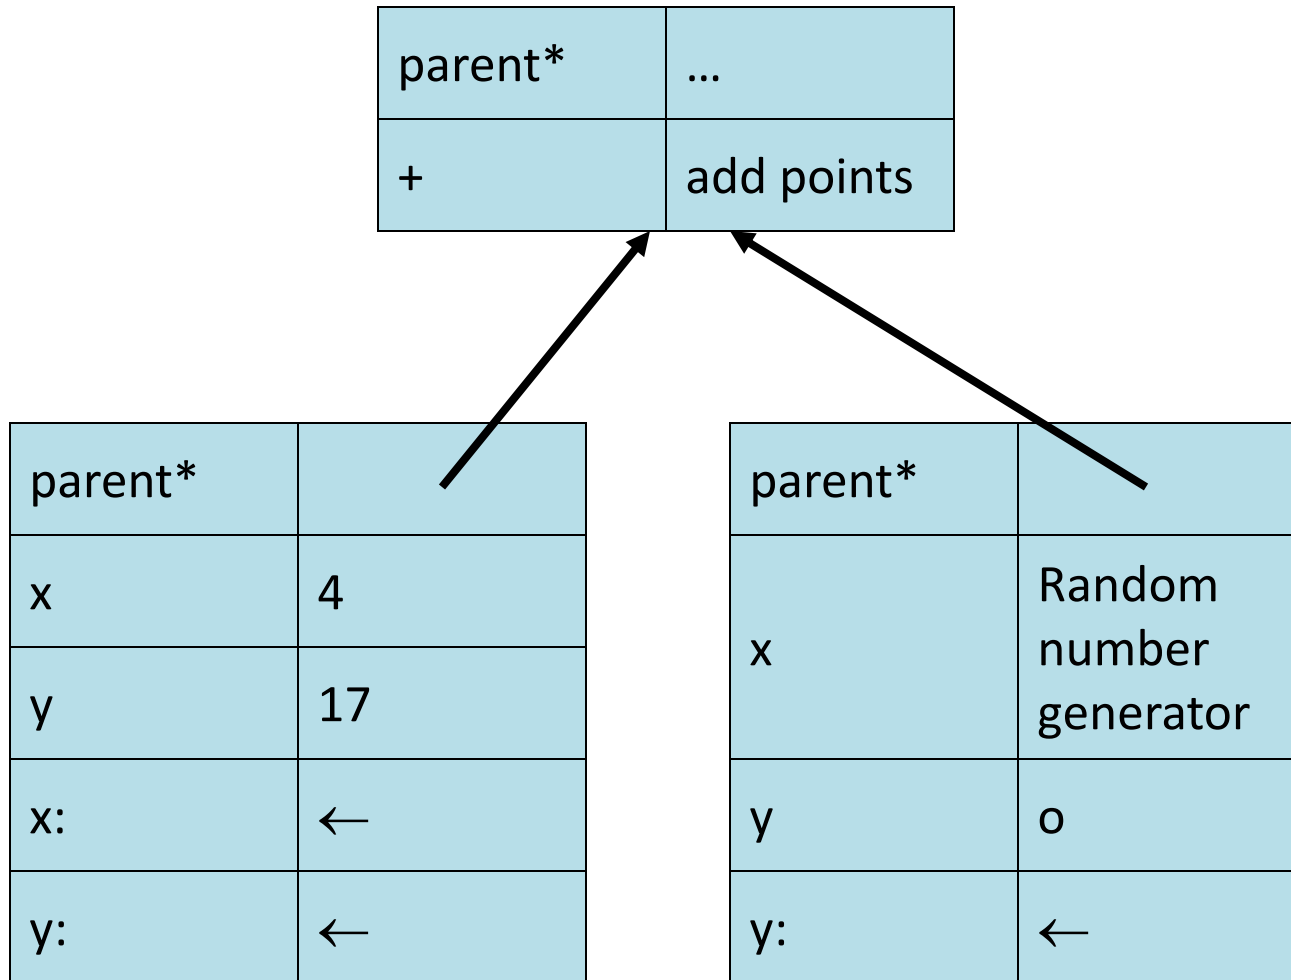 parent* …
+ add points
parent*
x 4
y 17
x: ←
y: ←
parent*
x Random
number
generator
y o
y: ←